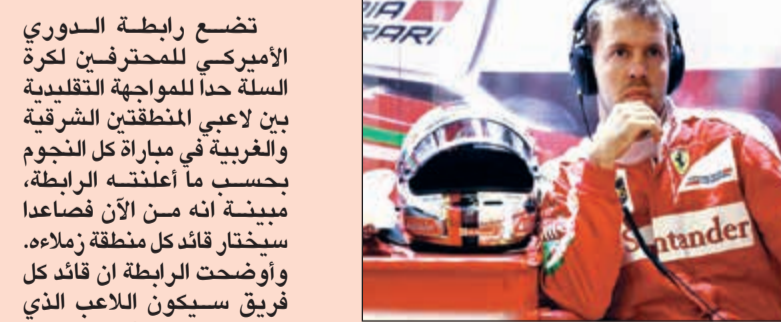 تضع رابطة الدوري
الأميركي للمحترفين لكرة
السلة حدا للمواجهة التقليدية
بين لاعبي المنطقتين الشرقية
والغربية في مباراة كل النجوم
بحسب ما أعلنته الرابطة،
مبينة انه من الآن فصاعدا
سيختار قائد كل منطقة زملاءه.
وأوضحت الرابطة ان قائد كل
فريق سيكون اللاعب الذي
Santander